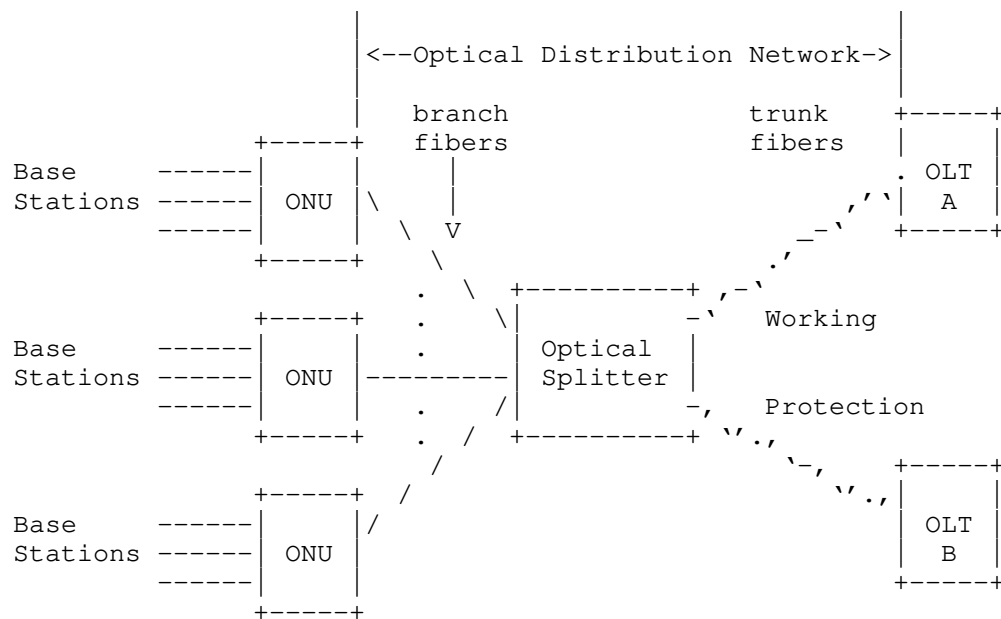 <--Optical Distribution Network->
branch trunk
fibers fibers
Base
Stations ONU OLT
A
V
Working
Base Optical
Stations ONU Splitter
Protection
Base OLT
Stations ONU B